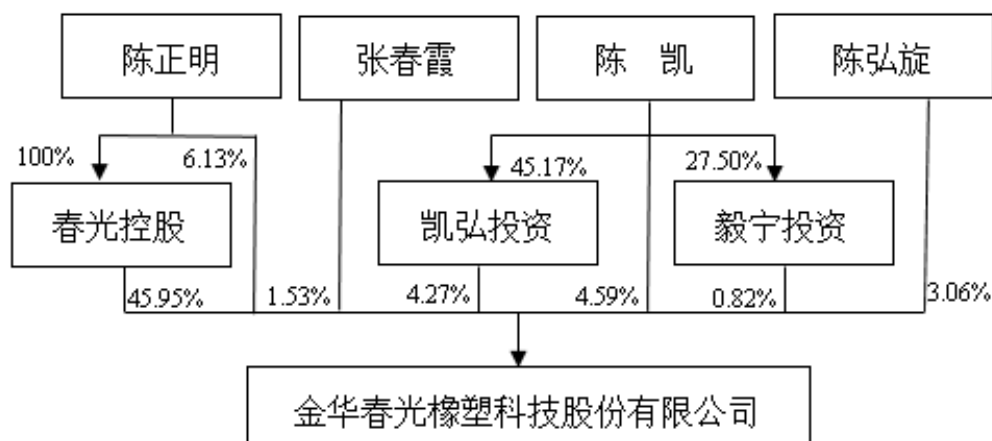 陈正明
张春霞
陈 凯
陈弘旋
100%
6.13%
45.17%
27.50%
春光控股
凯弘投资
毅宁投资
45.95%
1.53%
4.27%
4.59%
0.82%
3.06%
金华春光橡塑科技股份有限公司